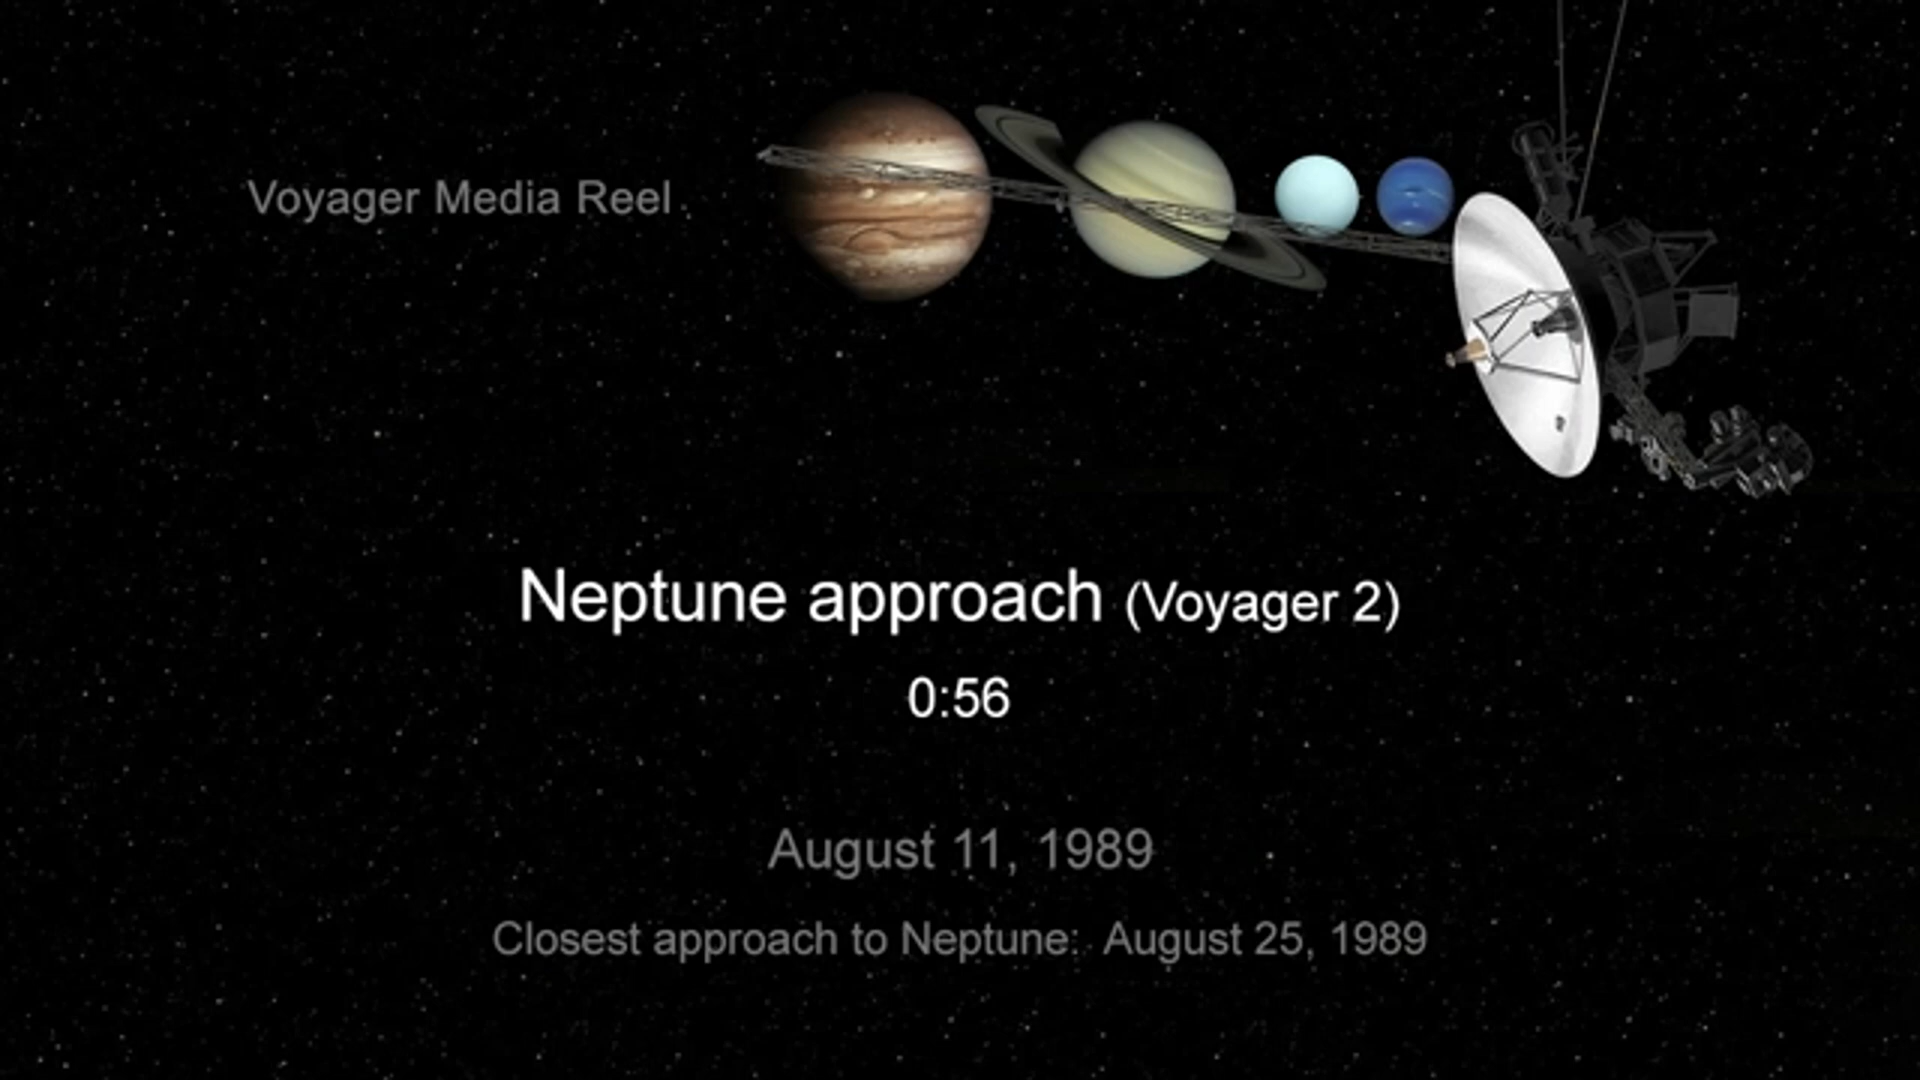 Voyager Media Reel
Neptune approach (Voyager 2)
0:56
August 11, 1989
Closest approach to Neptune: August 25, 1989